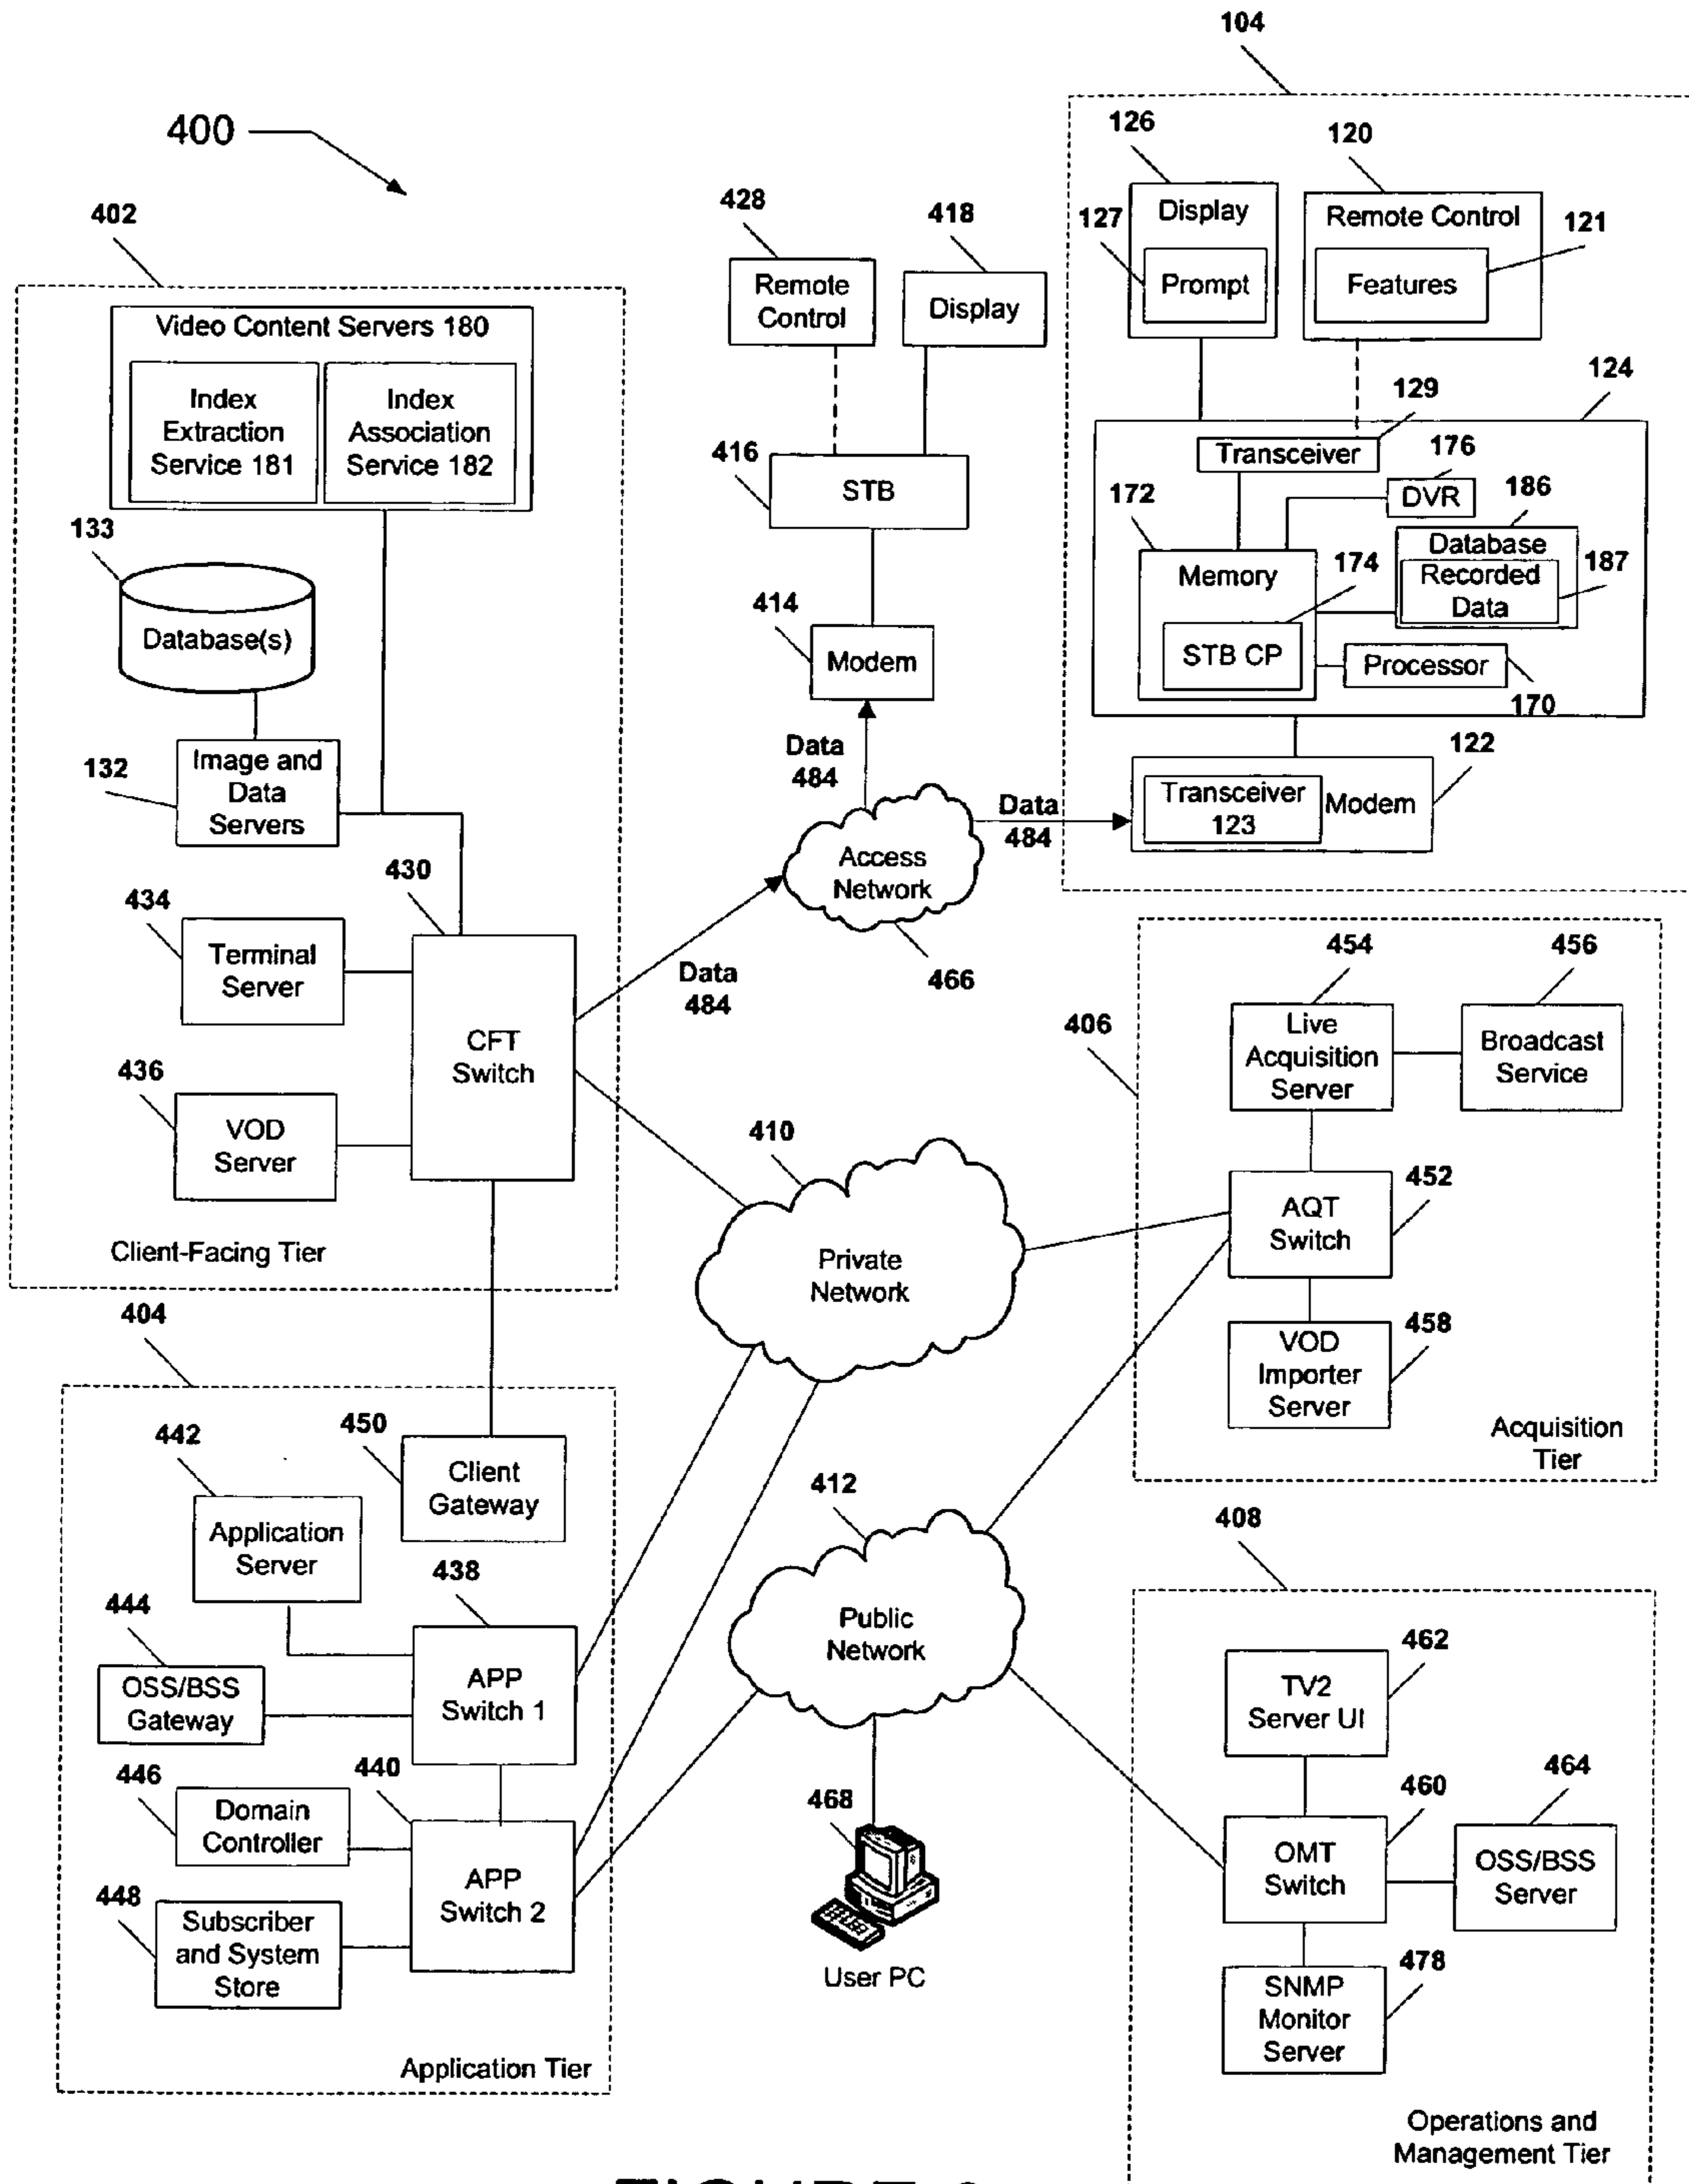 104
400
126
120
402
428
418
127
Display
Remote Control
121
Prompt
Features
Remote
Control
Display
Video Content Servers 180
Index
Extraction
Service 181
Index
Association
Service 182
129
124
416
STB
Transceiver
176
DVR
172
186
133
Memory
174
Database
Recorded
Data
187
Database(s)
414
Modem
STB CP
Processor
170
132
Image and
Data
Servers
Data
484
122
Data
484
Transceiver
123
Modem
430
Access
Network
434
Terminal
Server
Data
484
466
454
456
406
Live
Acquisition
Server
Broadcast
Service
CFT
Switch
436
VOD
Server
410
452
AQT
Switch
Client-Facing Tier
Private
Network
404
458
VOD
Importer
Server
450
442
Client
Gateway
Acquisition
Tier
412
408
Application
Server
438
444
Public
Network
462
OSS/BSS
Gateway
APP
Switch 1
TV2
Server UI
446
440
468
460
464
Domain
Controller
APP
Switch 2
OMT
Switch
OSS/BSS
Server
448
Subscriber
and System
Store
User PC
478
SNMP
Monitor
Server
Application Tier
Operations and
Management Tier